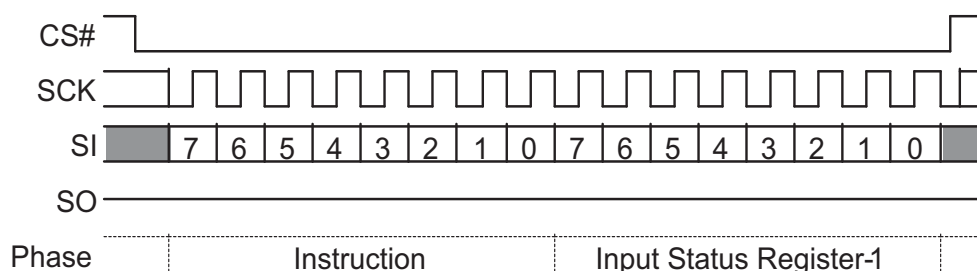 CS#
SCK
SI 7 6 5 4 3 2 1 0 7 6 5 4 3 2 1 0
SO
Phase Instruction Input Status Register-1